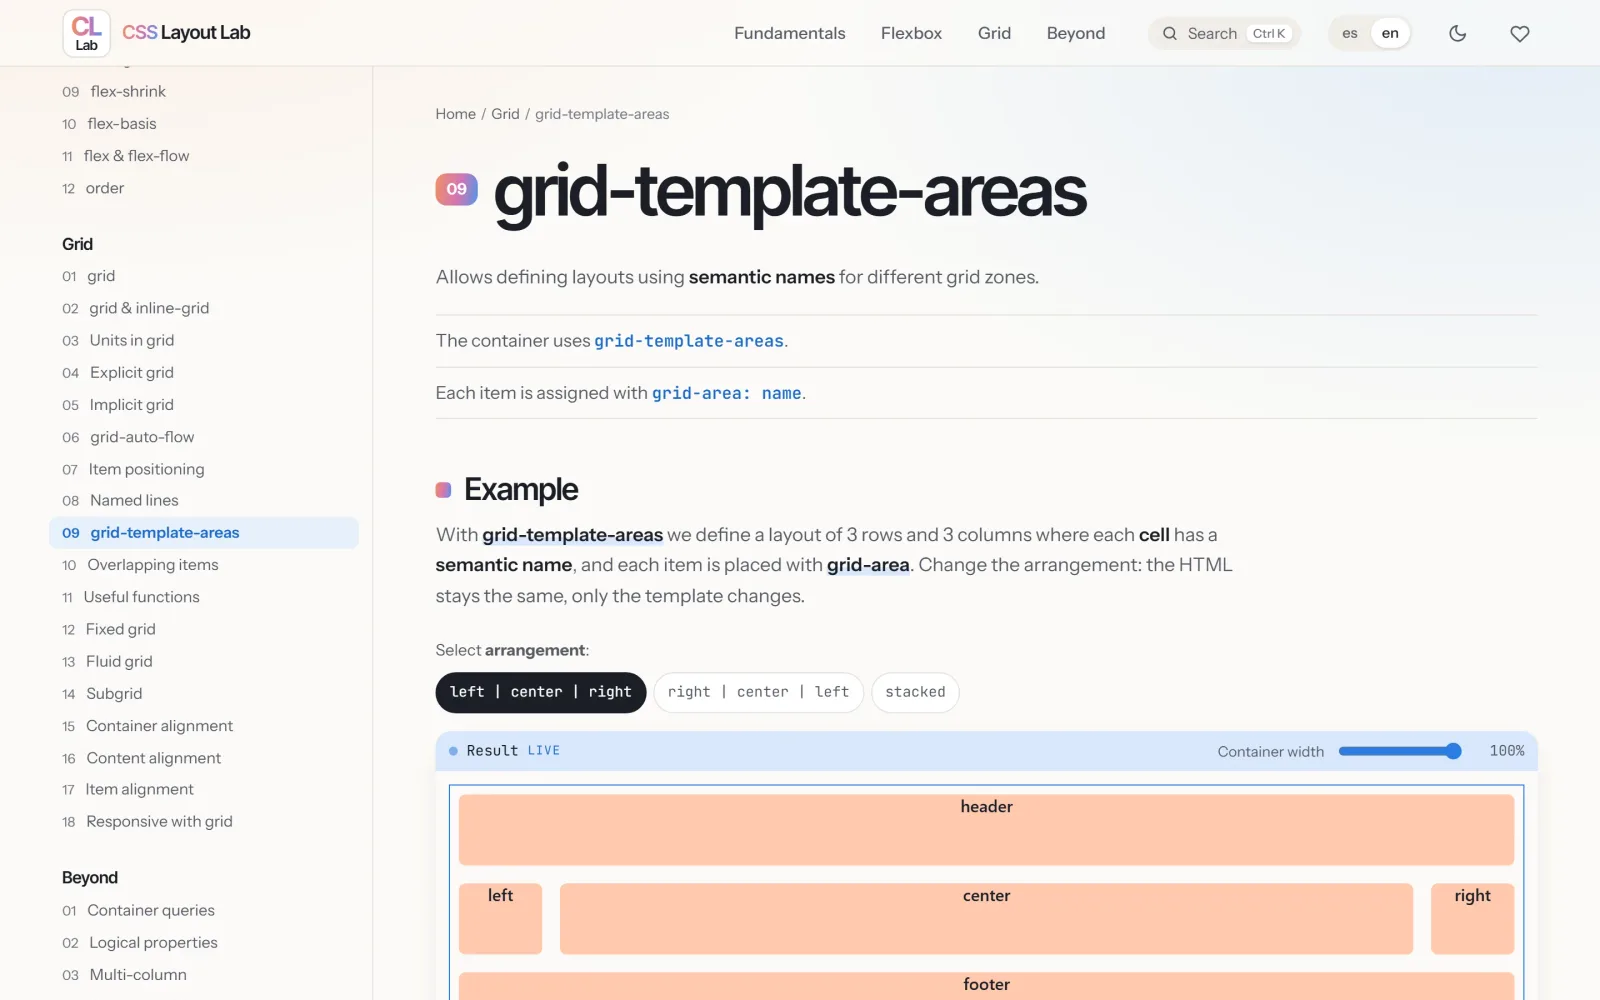 CL
Lab
CSS Layout Lab
Fundamentals
Flexbox
Grid
Beyond
Search
Ctrl K
es
en
09 flex-shrink
10 flex-basis
11 flex & flex-flow
12 order
Grid
01 grid
02 grid & inline-grid
03 Units in grid
04 Explicit grid
05 Implicit grid
06 grid-auto-flow
07 Item positioning
08 Named lines
09 grid-template-areas
10 Overlapping items
11 Useful functions
12 Fixed grid
13 Fluid grid
14 Subgrid
15 Container alignment
16 Content alignment
17 Item alignment
18 Responsive with grid
Beyond
01 Container queries
02 Logical properties
03 Multi-column
Home / Grid / grid-template-areas
09 grid-template-areas
Allows defining layouts using semantic names for different grid zones.
The container uses grid-template-areas.
Each item is assigned with grid-area: name.
Example
With grid-template-areas we define a layout of 3 rows and 3 columns where each cell has a
semantic name, and each item is placed with grid-area. Change the arrangement: the HTML
stays the same, only the template changes.
Select arrangement:
left | center | right
right | center | left
stacked
Result LIVE
Container width
100%
header
left
center
right
footer